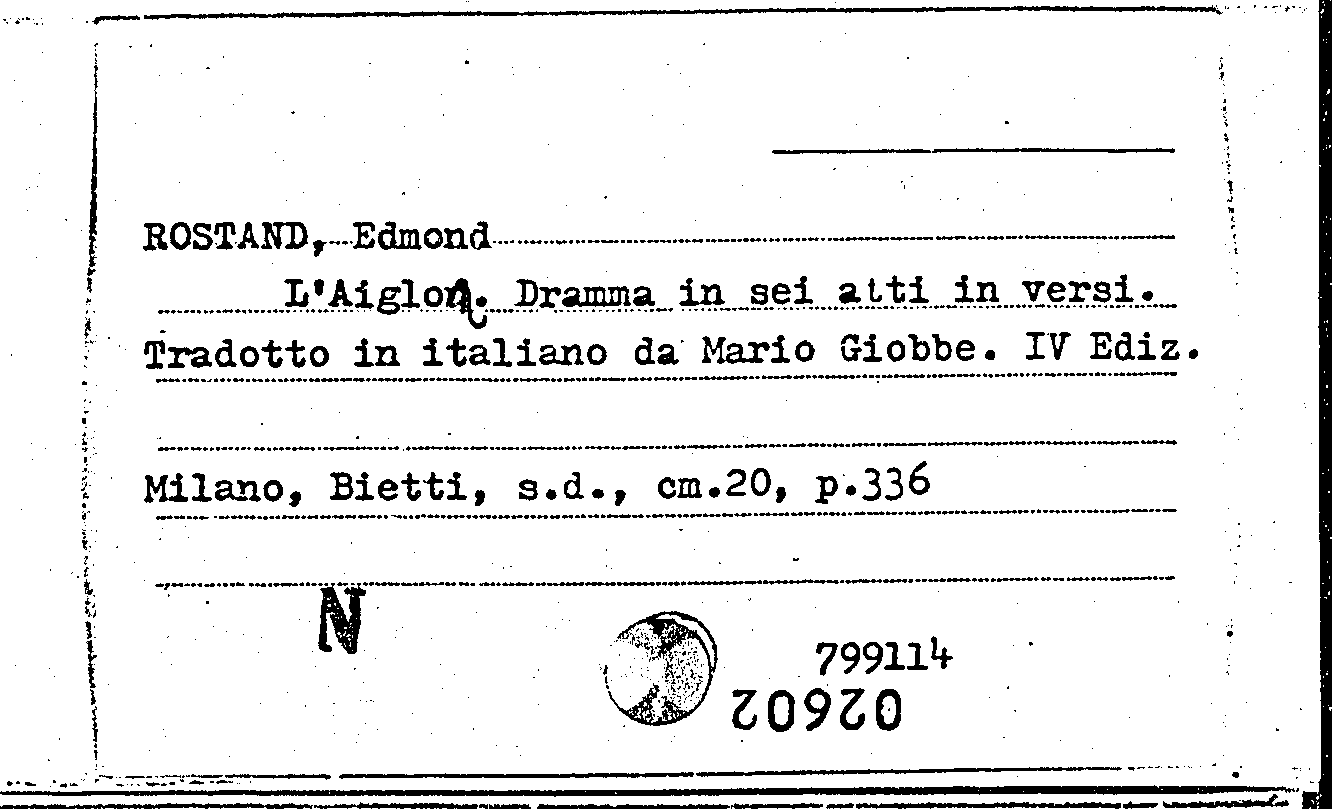 ROSTAND, Edmond
L'Aiglon. Dramma in sei atti in versi.
Tradotto in italiano da Mario Giobbe. IV Ediz.
Milano, Bietti, s.d., cm.20, p.336
N
799114
02602